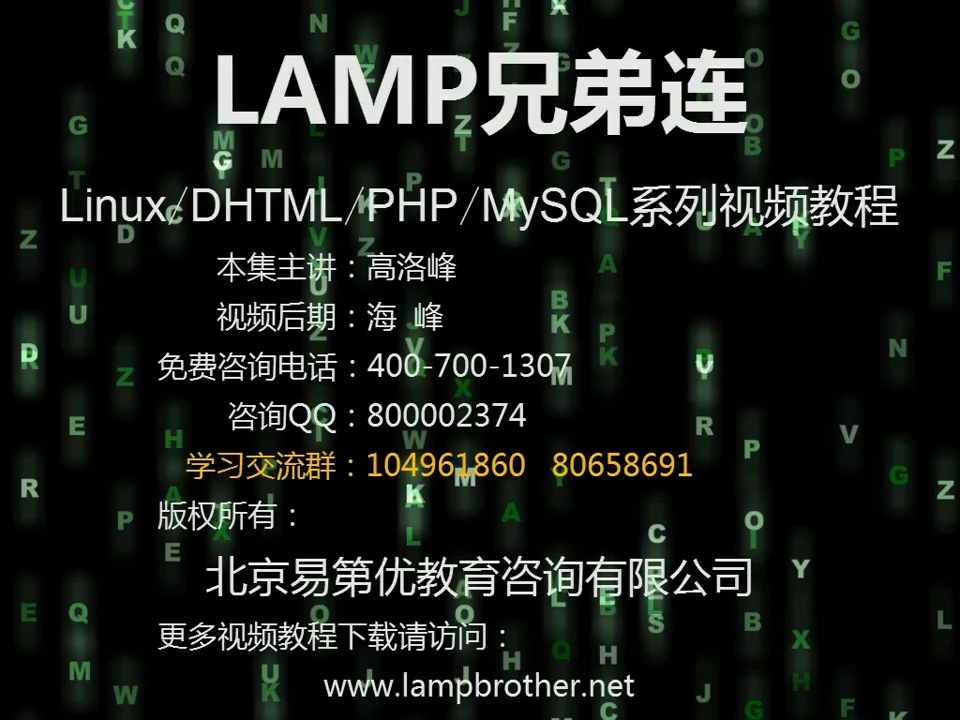 LAMP兄弟连
Linux/DHTML/PHP/MySQL系列视频教程
本集主讲：高洛峰
视频后期：海 峰
免费咨询电话：400-700-1307
咨询QQ：800002374
学习交流群：104961860 80658691
版权所有：
北京易第优教育咨询有限公司
更多视频教程下载请访问：
www.lampbrother.net